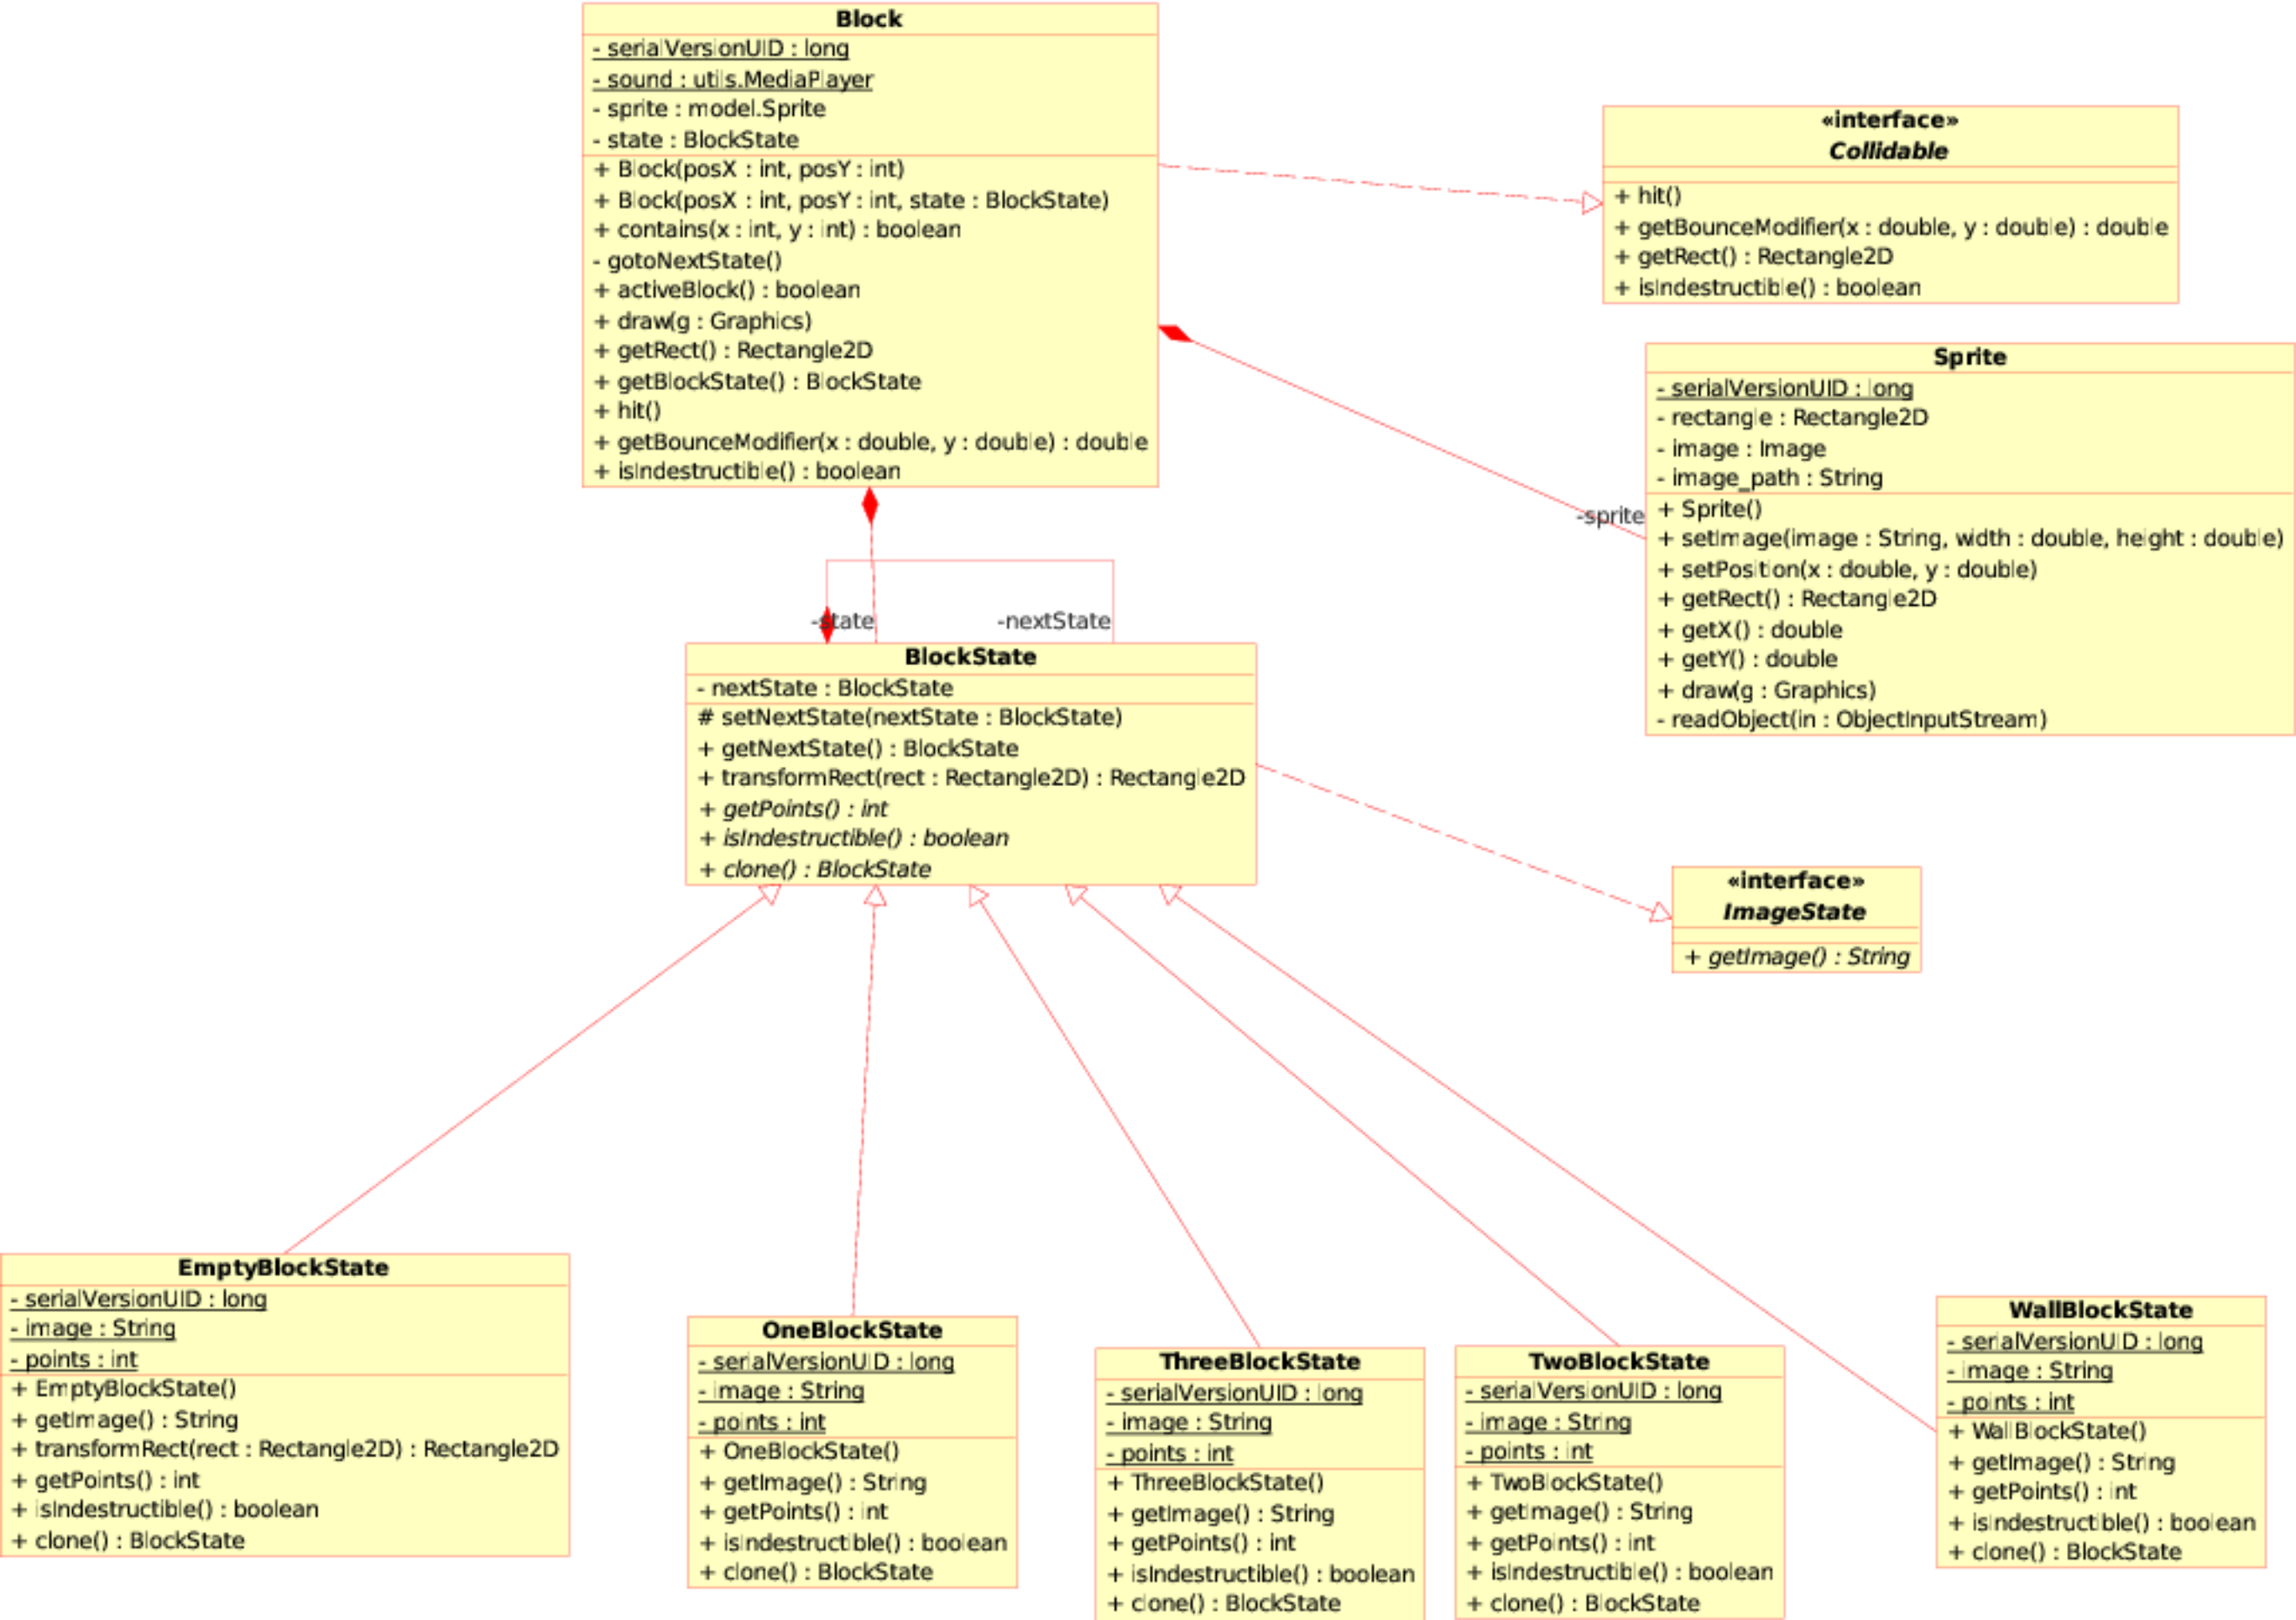 Block
- serialVersionUID : long
- sound : utils.MediaPlayer
- sprite : model.Sprite
- state : BlockState
+ Block(posX : int, posY : int)
+ Block(posX : int, posY : int, state : BlockState)
+ contains(x : int, y : int) : boolean
- gotoNextState()
+ activeBlock() : boolean
+ draw(g : Graphics)
+ getRect() : Rectangle2D
+ getBlockState() : BlockState
+ hit()
+ getBounceModifier(x : double, y : double) : double
+ isIndestructible() : boolean
«interface»
Collidable
+ hit()
+ getBounceModifier(x : double, y : double) : double
+ getRect() : Rectangle2D
+ isIndestructible() : boolean
-sprite
Sprite
- serialVersionUID : long
- rectangle : Rectangle2D
- image : Image
- image_path : String
+ Sprite()
+ setImage(image : String, width : double, height : double)
+ setPosition(x : double, y : double)
+ getRect() : Rectangle2D
+ getX() : double
+ getY() : double
+ draw(g : Graphics)
- readObject(in : ObjectInputStream)
-state
-nextState
BlockState
- nextState : BlockState
# setNextState(nextState : BlockState)
+ getNextState() : BlockState
+ transformRect(rect : Rectangle2D) : Rectangle2D
+ getPoints() : int
+ isIndestructible() : boolean
+ clone() : BlockState
«interface»
ImageState
+ getImage() : String
EmptyBlockState
- serialVersionUID : long
- image : String
- points : int
+ EmptyBlockState()
+ getImage() : String
+ transformRect(rect : Rectangle2D) : Rectangle2D
+ getPoints() : int
+ isIndestructible() : boolean
+ clone() : BlockState
OneBlockState
- serialVersionUID : long
- image : String
- points : int
+ OneBlockState()
+ getImage() : String
+ getPoints() : int
+ isIndestructible() : boolean
+ clone() : BlockState
ThreeBlockState
- serialVersionUID : long
- image : String
- points : int
+ ThreeBlockState()
+ getImage() : String
+ getPoints() : int
+ isIndestructible() : boolean
+ clone() : BlockState
TwoBlockState
- serialVersionUID : long
- image : String
- points : int
+ TwoBlockState()
+ getImage() : String
+ getPoints() : int
+ isIndestructible() : boolean
+ clone() : BlockState
WallBlockState
- serialVersionUID : long
- image : String
- points : int
+ WallBlockState()
+ getImage() : String
+ getPoints() : int
+ isIndestructible() : boolean
+ clone() : BlockState